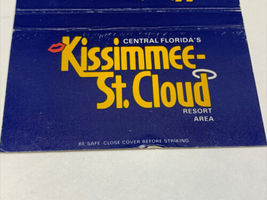 CENTRAL FLORIDA'S
Kissimmee-
St. Cloud
RESORT
AREA
BE SAFE-CLOSE COVER BEFORE STRIKING